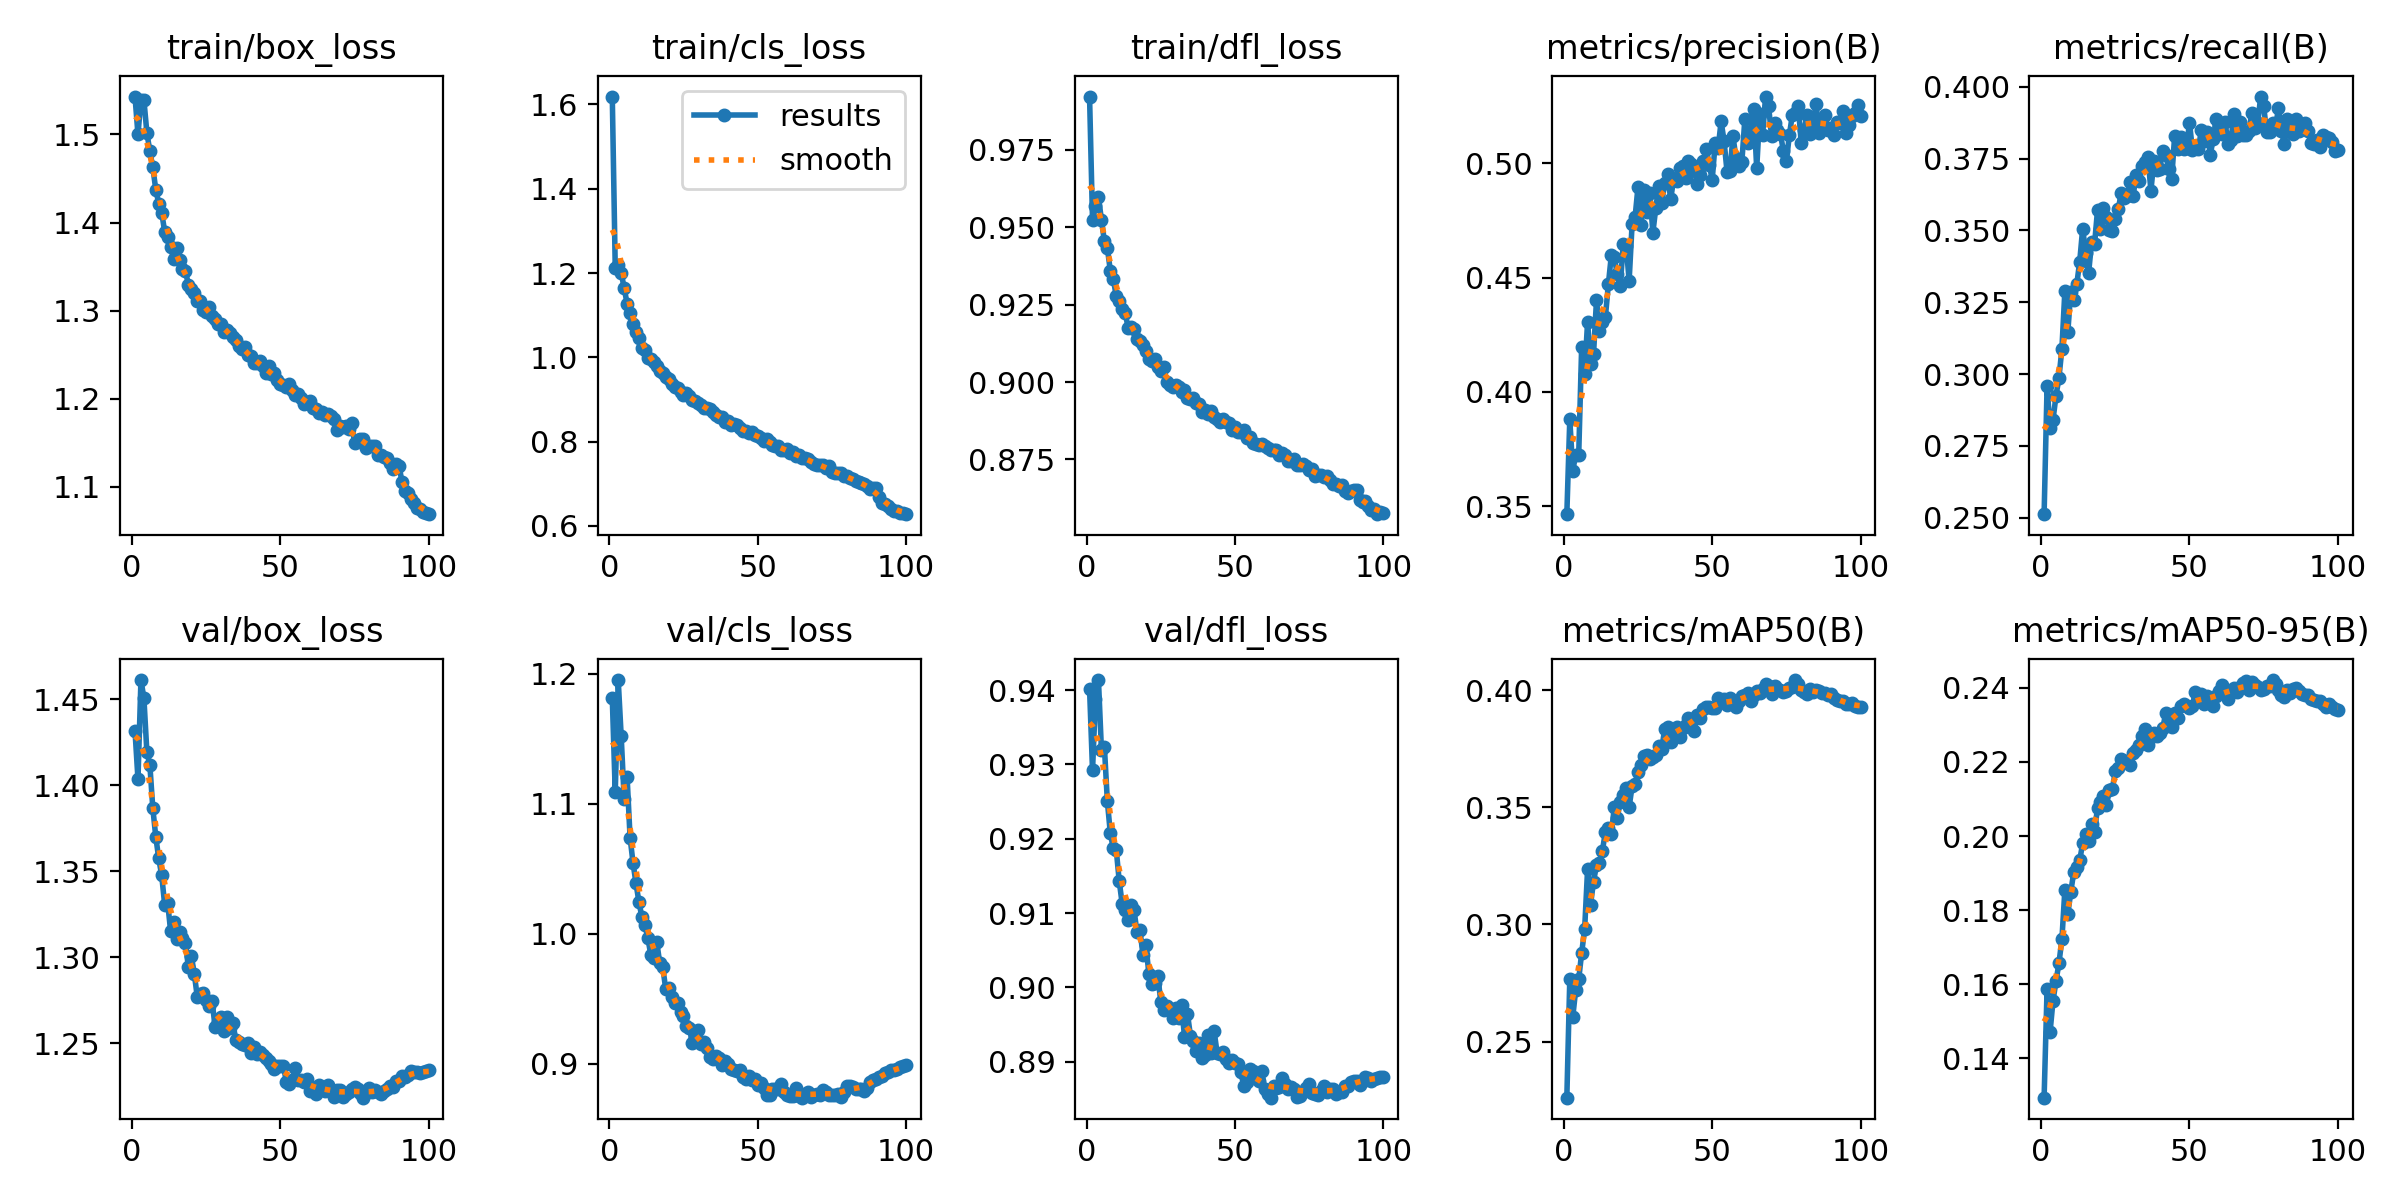 train/box_loss
1.5
1.4
1.3
1.2
1.1
0 50 100
train/cls_loss
results
smooth
1.6
1.4
1.2
1.0
0.8
0.6
0 50 100
train/dfl_loss
0.975
0.950
0.925
0.900
0.875
0 50 100
metrics/precision(B)
0.50
0.45
0.40
0.35
0 50 100
metrics/recall(B)
0.400
0.375
0.350
0.325
0.300
0.275
0.250
0 50 100
val/box_loss
1.45
1.40
1.35
1.30
1.25
0 50 100
val/cls_loss
1.2
1.1
1.0
0.9
0 50 100
val/dfl_loss
0.94
0.93
0.92
0.91
0.90
0.89
0 50 100
metrics/mAP50(B)
0.40
0.35
0.30
0.25
0 50 100
metrics/mAP50-95(B)
0.24
0.22
0.20
0.18
0.16
0.14
0 50 100